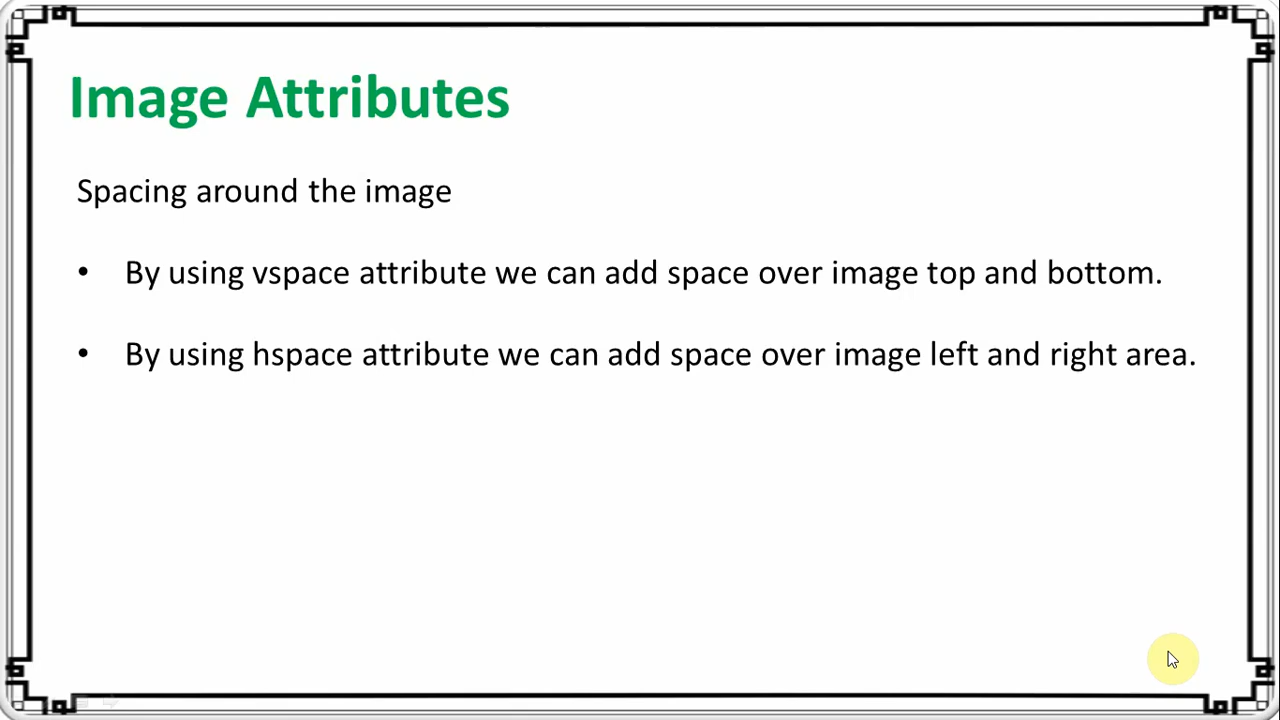 Image Attributes
Spacing around the image
• By using vspace attribute we can add space over image top and bottom.
• By using hspace attribute we can add space over image left and right area.